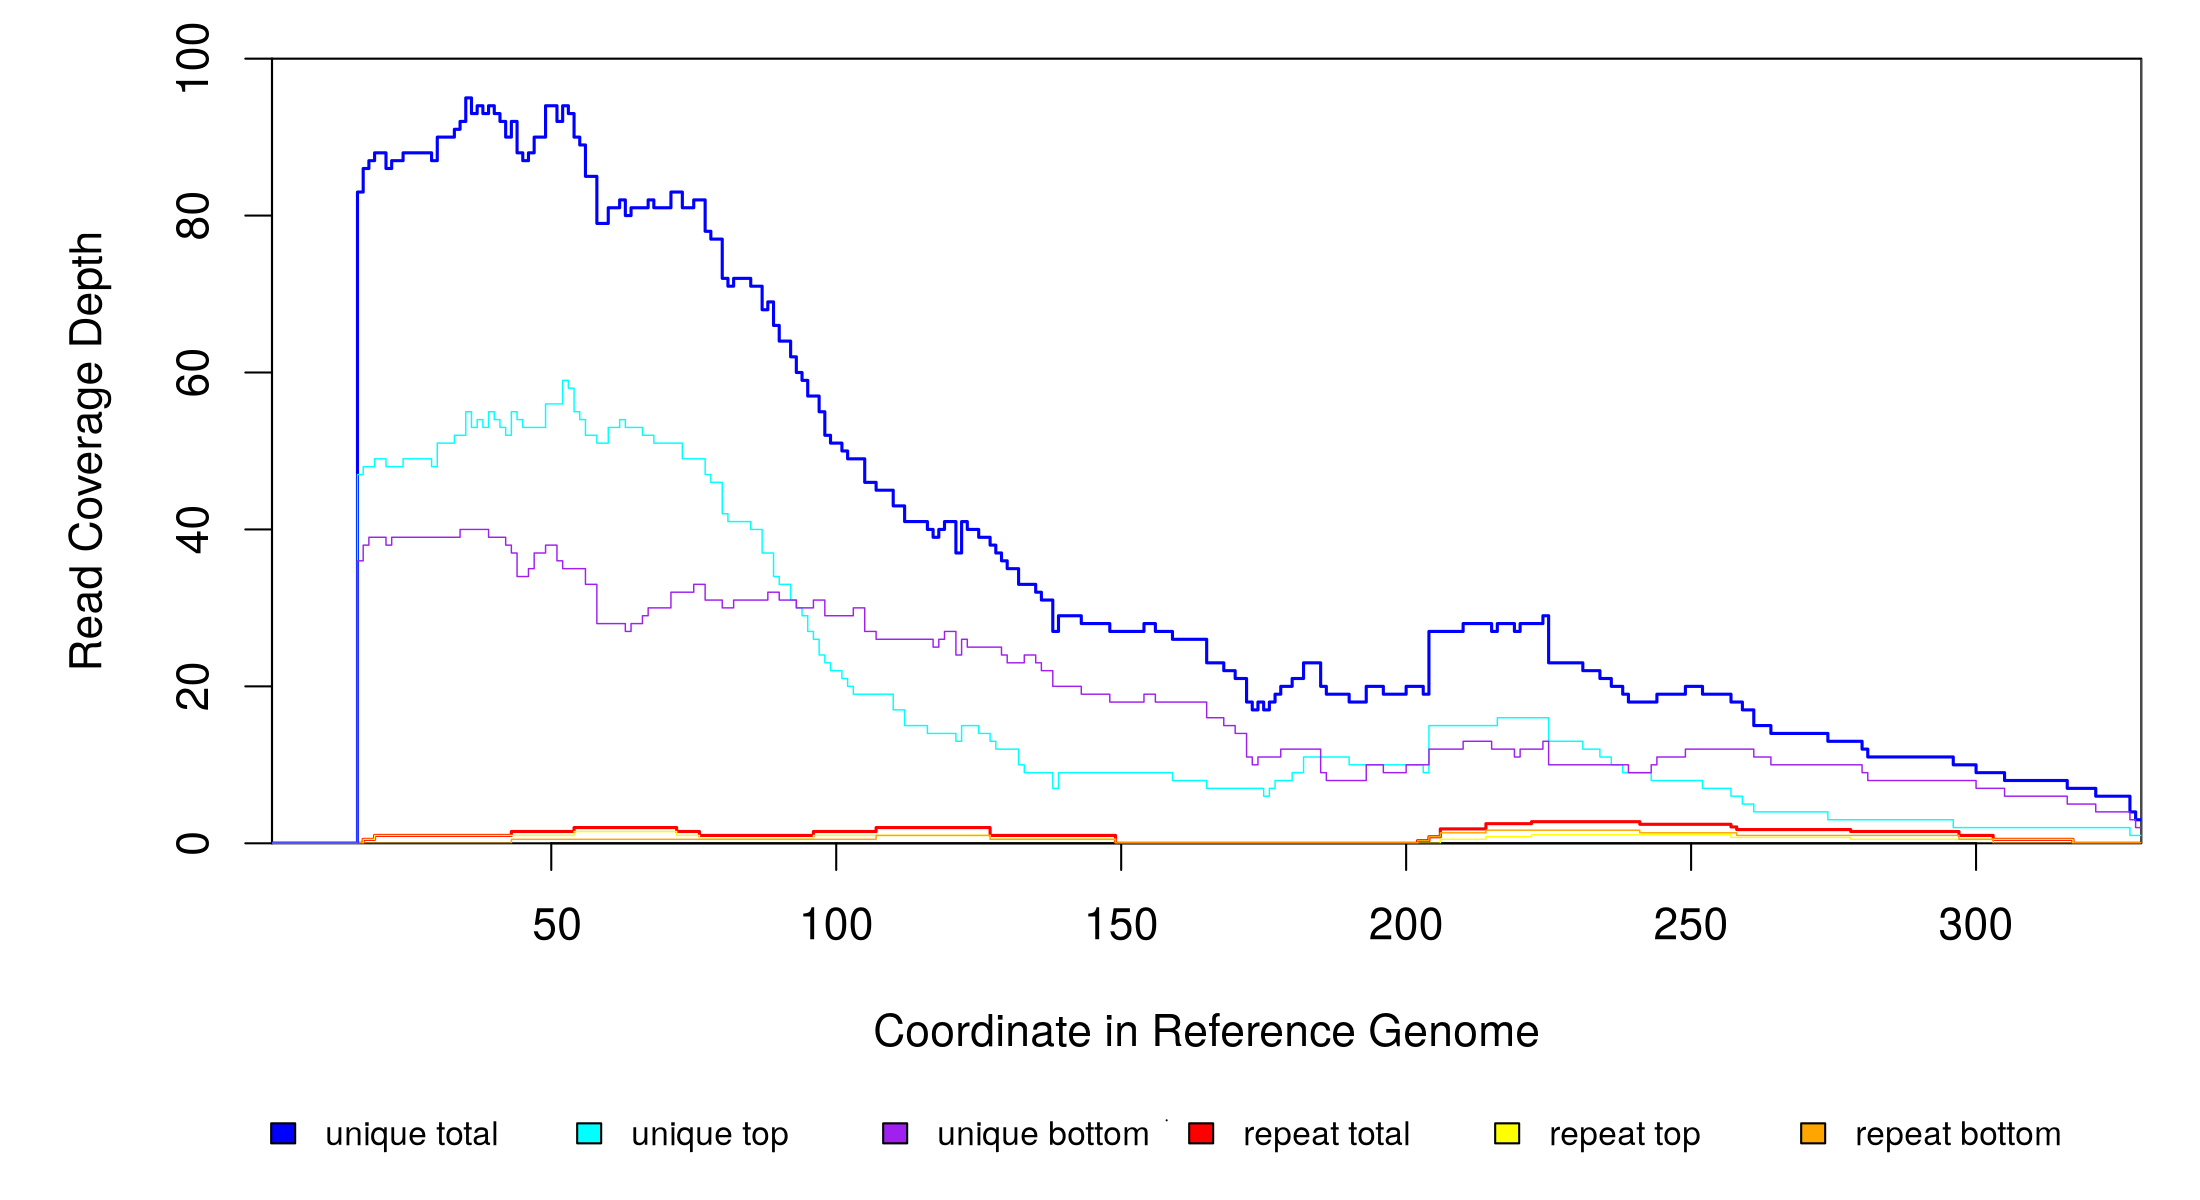 100
80
60
40
20
0
Read Coverage Depth
50 100 150 200 250 300
Coordinate in Reference Genome
unique total unique top unique bottom repeat total repeat top repeat bottom